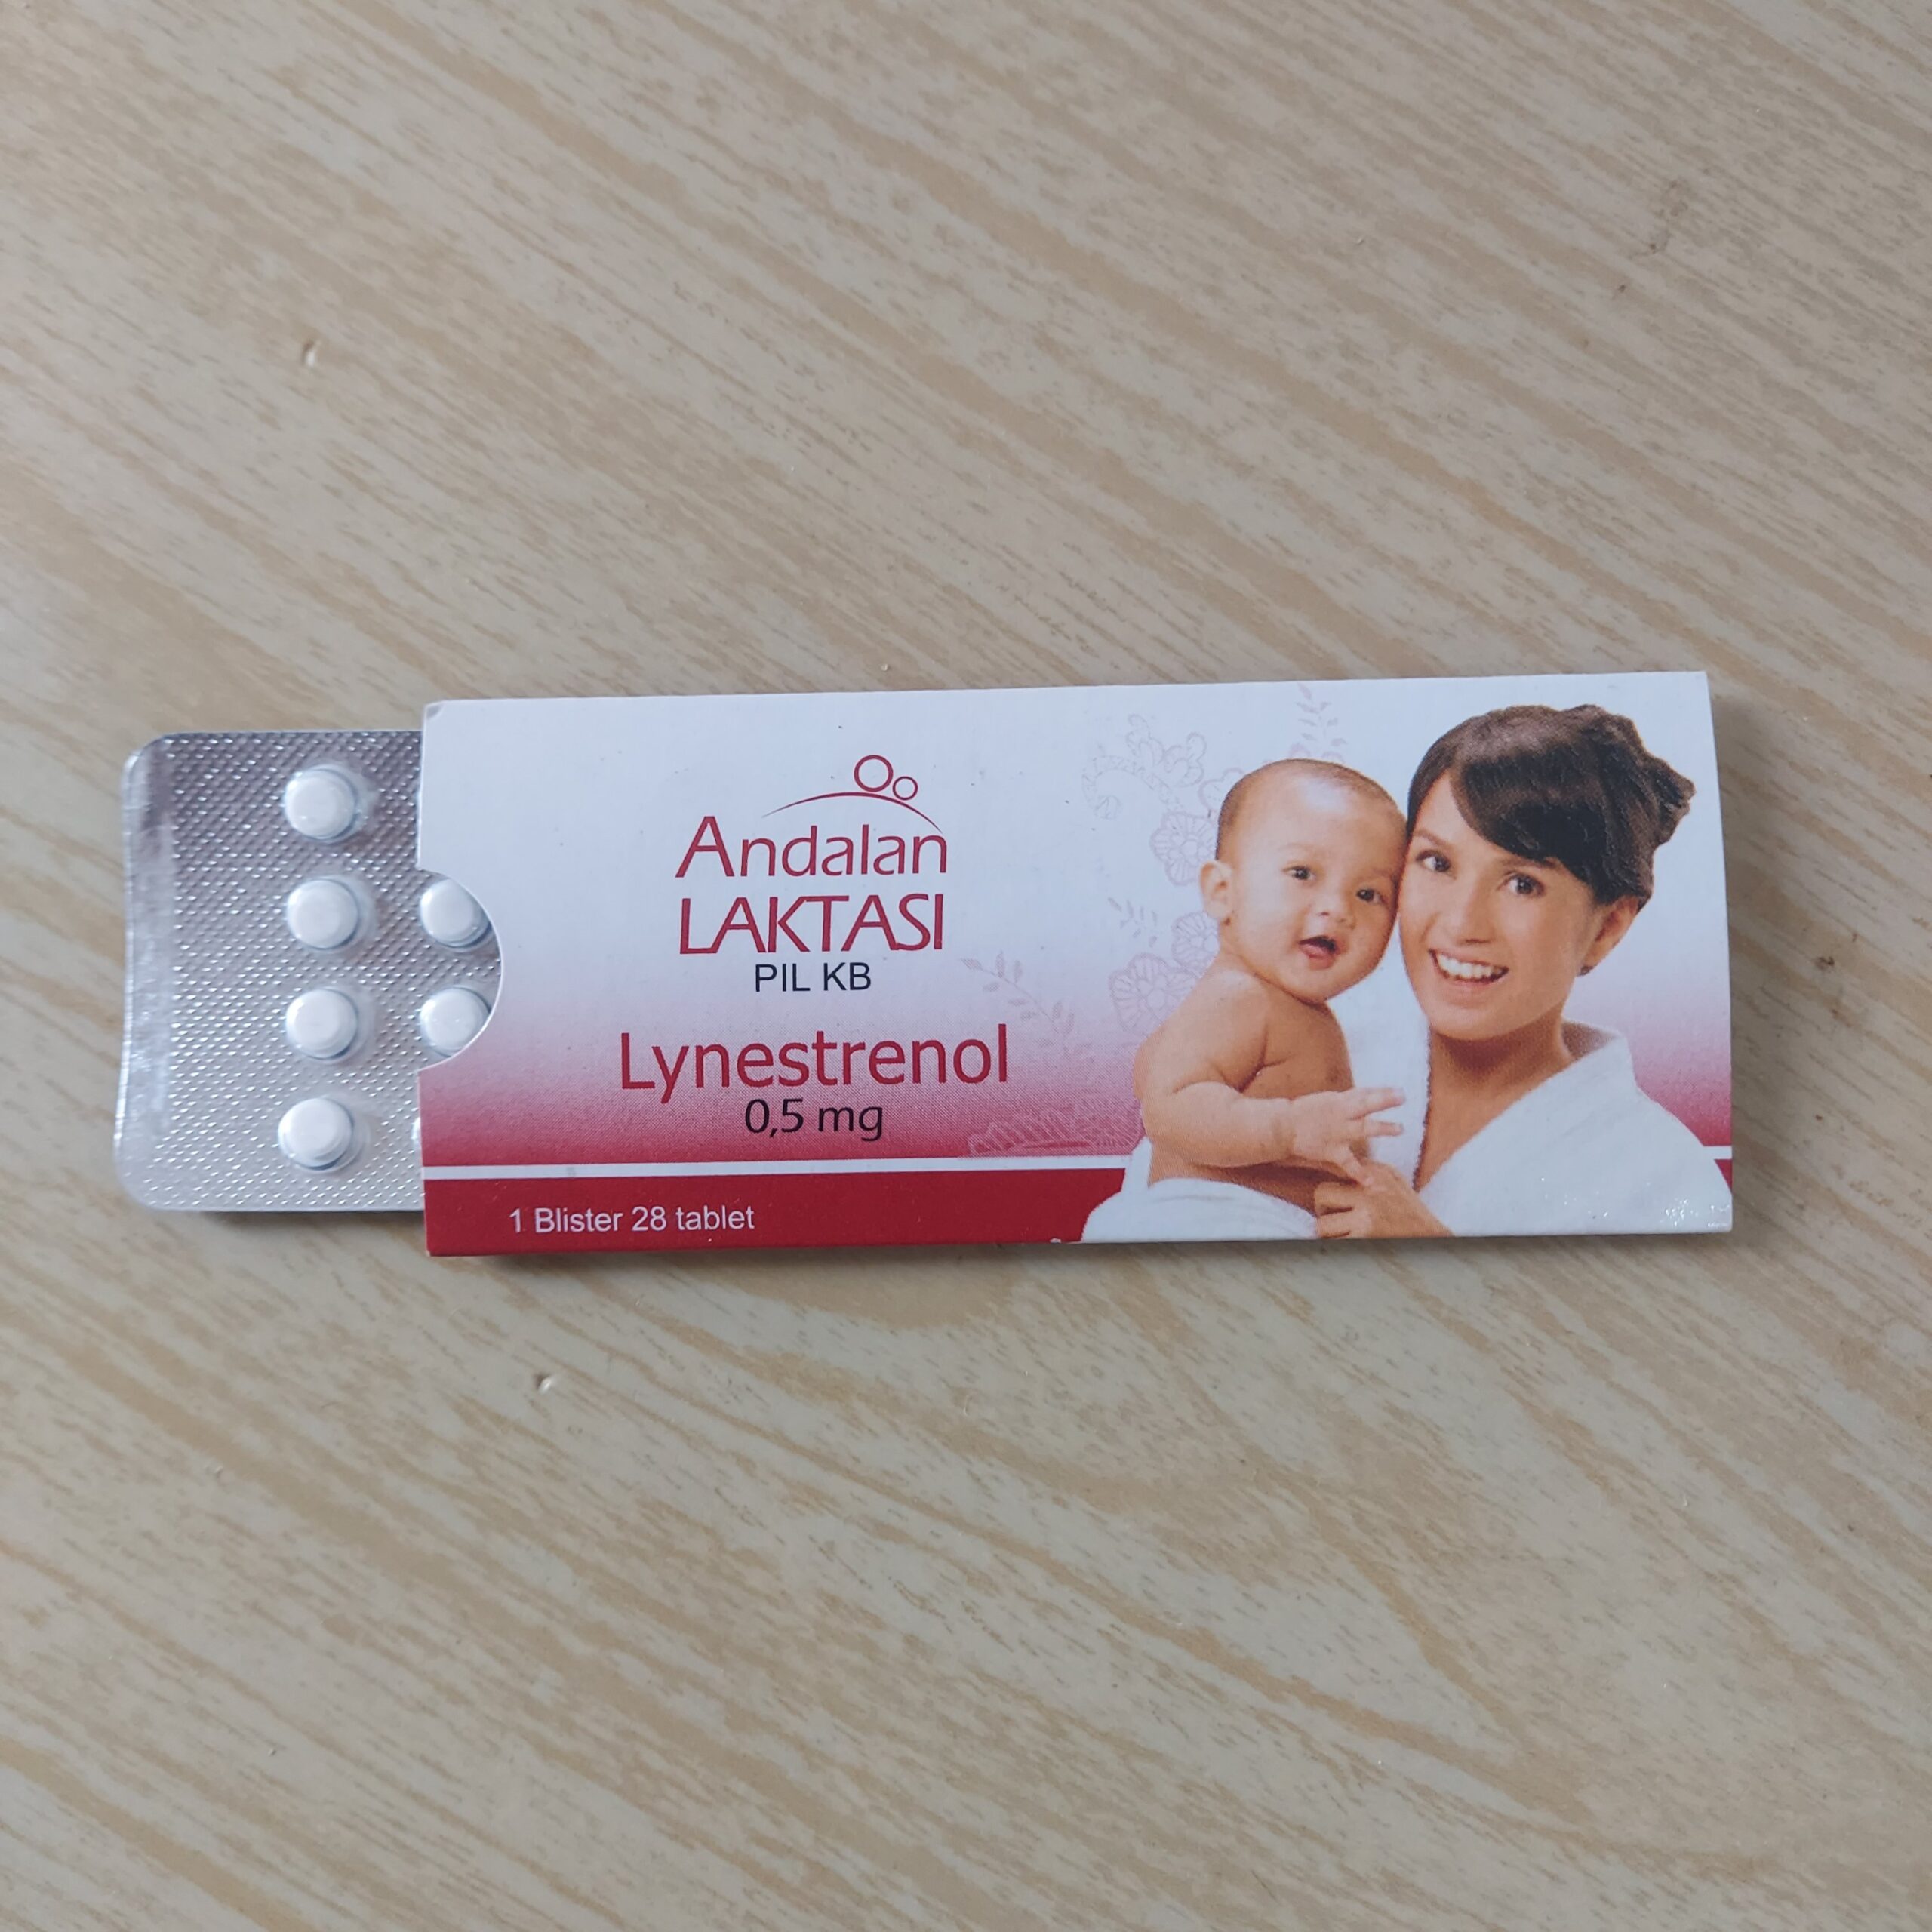 Andalan
LAKTASI
PIL KB
Lynestrenol
0,5 mg
1 Blister 28 tablet